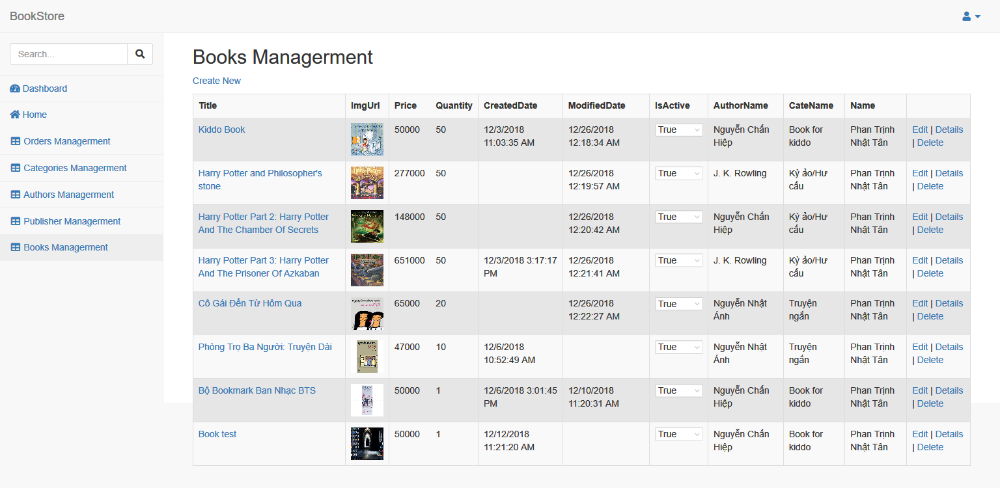 BookStore
Search...
Dashboard
Home
Orders Managerment
Categories Managerment
Authors Management
Publisher Managerment
Books Managerment
Books Managerment
Create New
Title ImgUrl Price Quantity CreatedDate ModifiedDate IsActive AuthorName CateName Name
Kiddo Book 50000 50 12/3/2018 12/26/2018 True Nguyễn Chấn Book for Phan Trịnh Edit | Details
11:03:35 AM 12:18:34 AM Hiệp kiddo Nhật Tân | Delete
Harry Potter and Philosopher's 277000 50 12/26/2018 True J. K. Rowling Kỳ ảo/Hư Phan Trịnh Edit | Details
stone 12:19:57 AM cấu Nhật Tân | Delete
Harry Potter Part 2: Harry Potter 148000 50 12/26/2018 True Nguyễn Chấn Kỳ ảo/Hư Phan Trịnh Edit | Details
And The Chamber Of Secrets 12:20:42 AM Hiệp cấu Nhật Tân | Delete
Harry Potter Part 3: Harry Potter 651000 50 12/3/2018 3:17:17 12/26/2018 True J. K. Rowling Kỳ ảo/Hư Phan Trịnh Edit | Details
And The Prisoner Of Azkaban PM 12:21:41 AM cấu Nhật Tân | Delete
Cô Gái Đến Từ Hôm Qua 65000 20 12/26/2018 True Nguyễn Nhật Truyện Phan Trịnh Edit | Details
12:22:27 AM Ánh ngắn Nhật Tân | Delete
Phòng Trọ Ba Người: Truyện Dài 47000 10 12/6/2018 True Nguyễn Nhật Truyện Phan Trịnh Edit | Details
10:52:49 AM Ánh ngắn Nhật Tân | Delete
Bộ Bookmark Ban Nhạc BTS 50000 1 12/6/2018 3:01:45 12/10/2018 True Nguyễn Chấn Book for Phan Trịnh Edit | Details
PM 11:20:31 AM Hiệp kiddo Nhật Tân | Delete
Book test 50000 1 12/12/2018 True Nguyễn Chấn Book for Phan Trịnh Edit | Details
11:21:20 AM Hiệp kiddo Nhật Tân | Delete